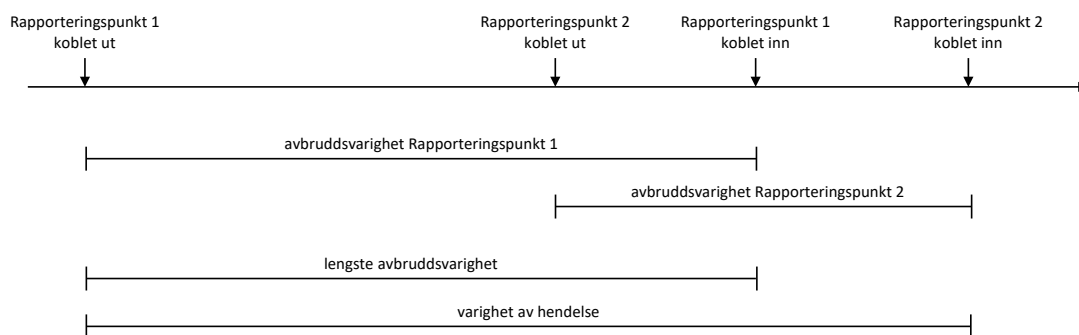 Rapporteringspunkt 1
koblet ut
Rapporteringspunkt 2
koblet ut
Rapporteringspunkt 1
koblet inn
Rapporteringspunkt 2
koblet inn
avbruddsvarighet Rapporteringspunkt 1
avbruddsvarighet Rapporteringspunkt 2
lengste avbruddsvarighet
varighet av hendelse